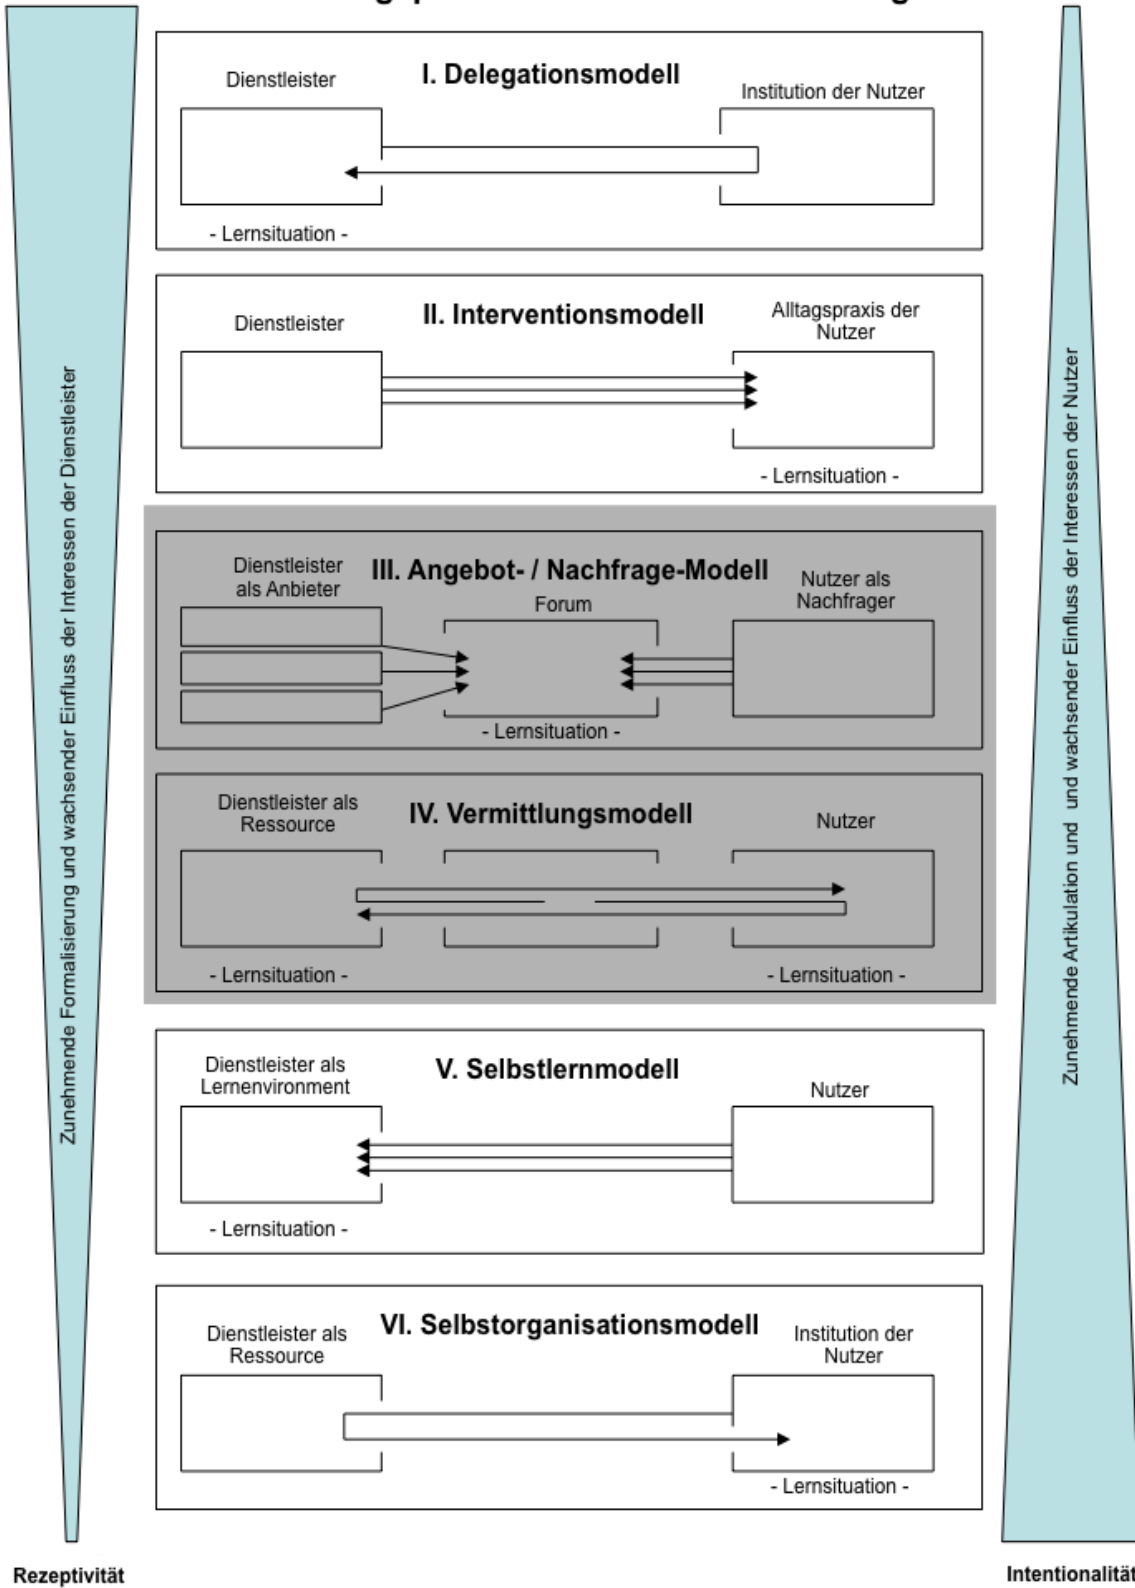 I. Delegationsmodell
Dienstleister
Institution der Nutzer
- Lernsituation -
II. Interventionsmodell
Dienstleister
Alltagspraxis der
Nutzer
- Lernsituation -
III. Angebot- / Nachfrage-Modell
Dienstleister
als Anbieter
Forum
Nutzer als
Nachfrager
- Lernsituation -
IV. Vermittlungsmodell
Dienstleister als
Ressource
Nutzer
- Lernsituation -
- Lernsituation -
V. Selbstlernmodell
Dienstleister als
Lernenvironment
Nutzer
- Lernsituation -
VI. Selbstorganisationsmodell
Dienstleister als
Ressource
Institution der
Nutzer
- Lernsituation -
Zunehmende Formalisierung und wachsender Einfluss der Interessen der Dienstleister
Zunehmende Artikulation und und wachsender Einfluss der Interessen der Nutzer
Rezeptivität
Intentionalität